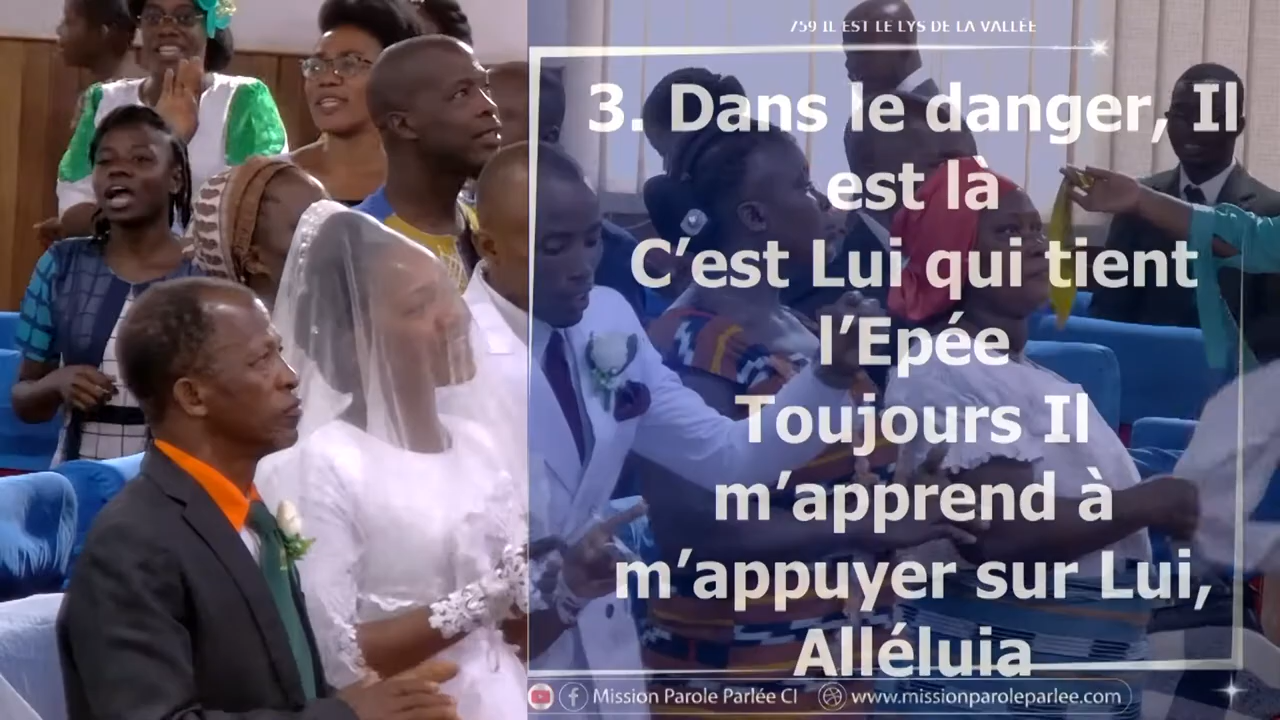 759 IL EST LE LYS DE LA VALLÉE
3. Dans le danger, Il
est là
C'est Lui qui tient
l'Epée
Toujours Il
m'apprend à
m'appuyer sur Lui,
Alléluia
Mission Parole Parlée CI www.missionparoleparlee.com